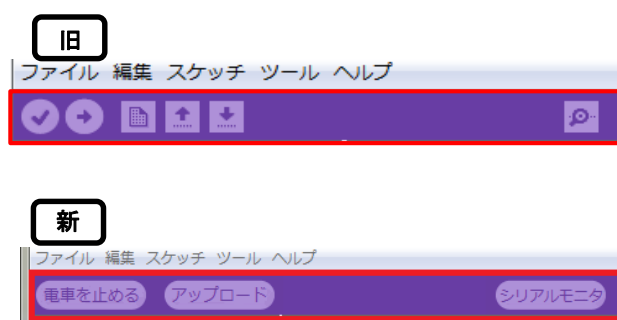 旧
ファイル 編集 スケッチ ツール ヘルプ
新
ファイル 編集 スケッチ ツール ヘルプ
電車を止める アップロード シリアルモニタ